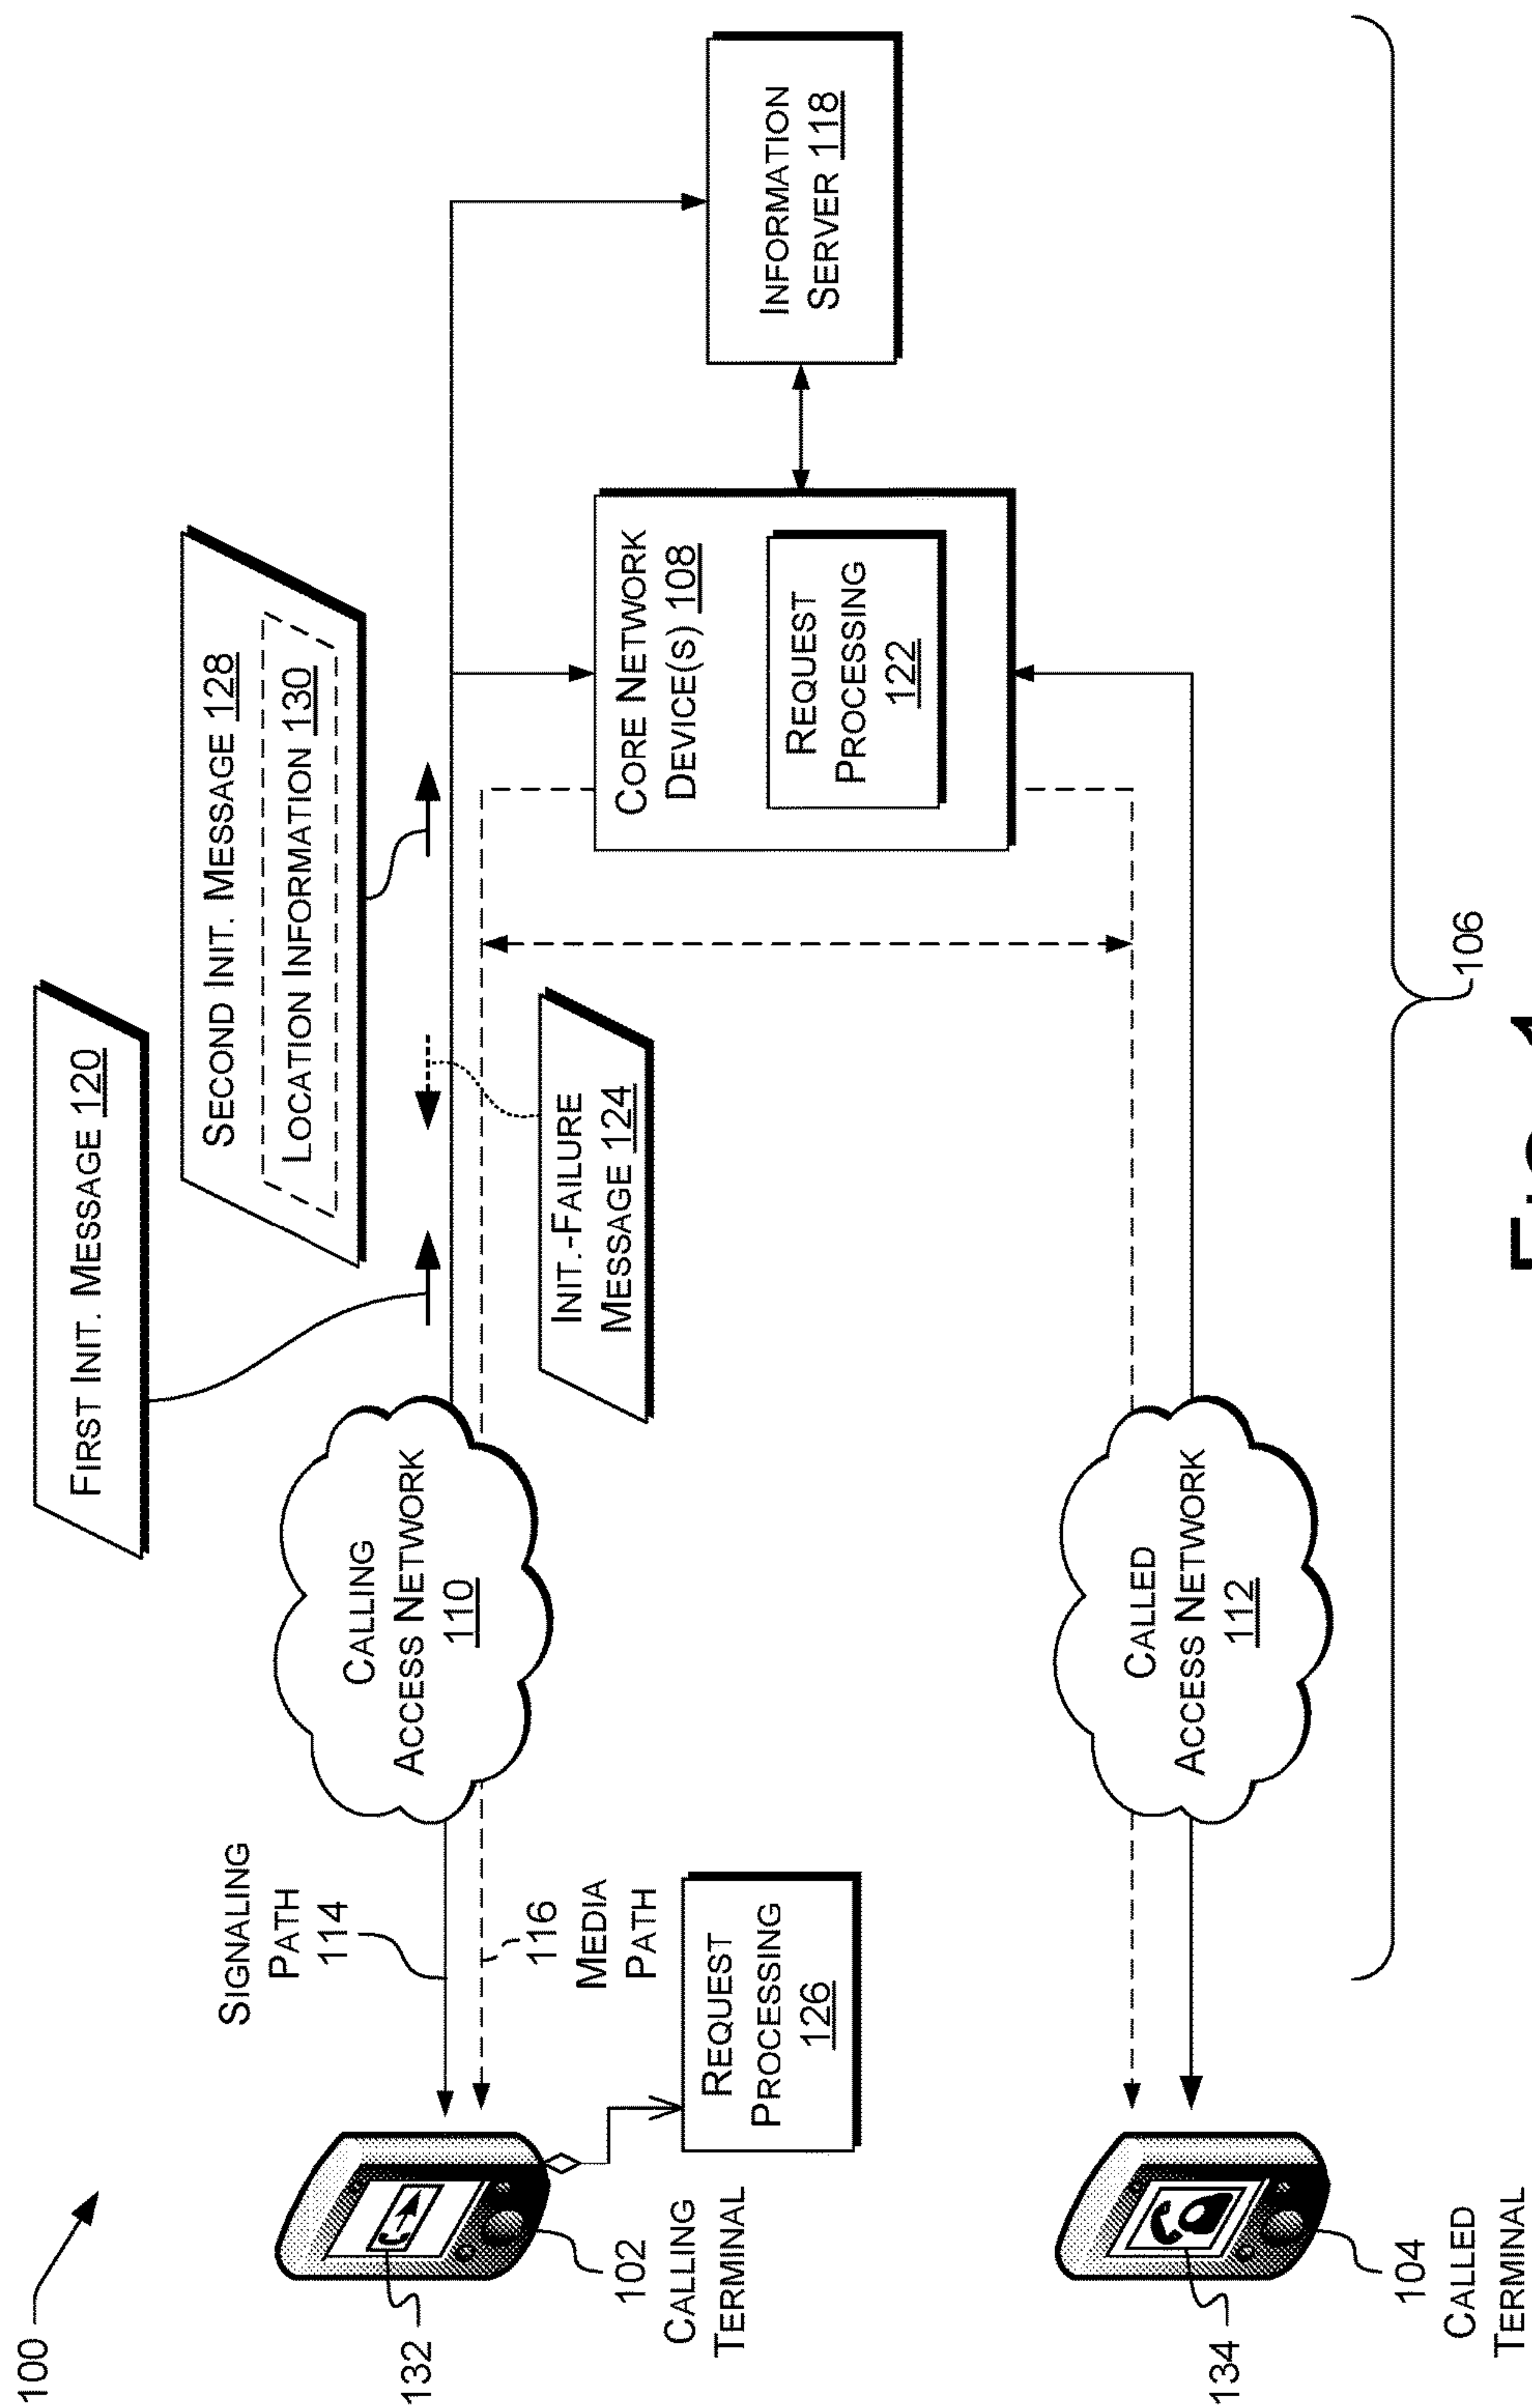 100
FIRST INIT. MESSAGE 120
SECOND INIT. MESSAGE 128
LOCATION INFORMATION 130
SIGNALING
PATH
114
116
MEDIA
PATH
CALLING
ACCESS NETWORK
110
INIT.-FAILURE
MESSAGE 124
132
102
CALLING
TERMINAL
REQUEST
PROCESSING
126
CORE NETWORK
DEVICE(S) 108
REQUEST
PROCESSING
122
INFORMATION
SERVER 118
CALLED
ACCESS NETWORK
112
134
104
CALLED
TERMINAL
106